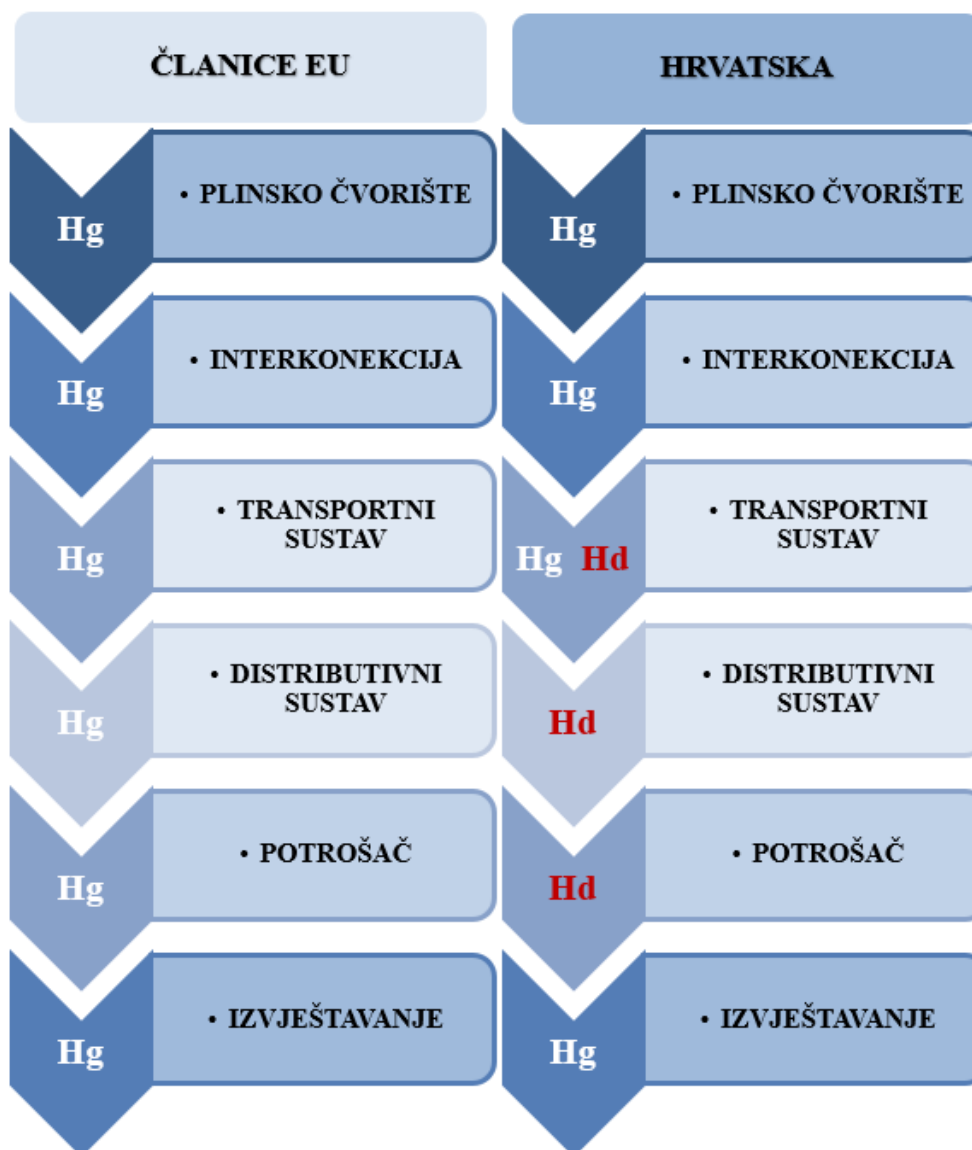 ČLANICE EU
Hg
• PLINSKO ČVORIŠTE
Hg
• INTERKONEKCIJA
Hg
• TRANSPORTNI
SUSTAV
Hg
• DISTRIBUTIVNI
SUSTAV
Hg
• POTROŠAČ
Hg
• IZVJEŠTAVANJE
HRVATSKA
Hg
• PLINSKO ČVORIŠTE
Hg
• INTERKONEKCIJA
Hg Hd
• TRANSPORTNI
SUSTAV
Hd
• DISTRIBUTIVNI
SUSTAV
Hd
• POTROŠAČ
Hg
• IZVJEŠTAVANJE